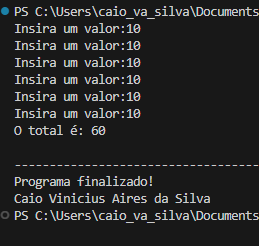 PS C:\Users\caio_va_silva\Documents
Insira um valor:10
Insira um valor:10
Insira um valor:10
Insira um valor:10
Insira um valor:10
Insira um valor:10
O total é: 60
-----------------------------------
Programa finalizado!
Caio Vinicius Aires da Silva
PS C:\Users\caio_va_silva\Documents